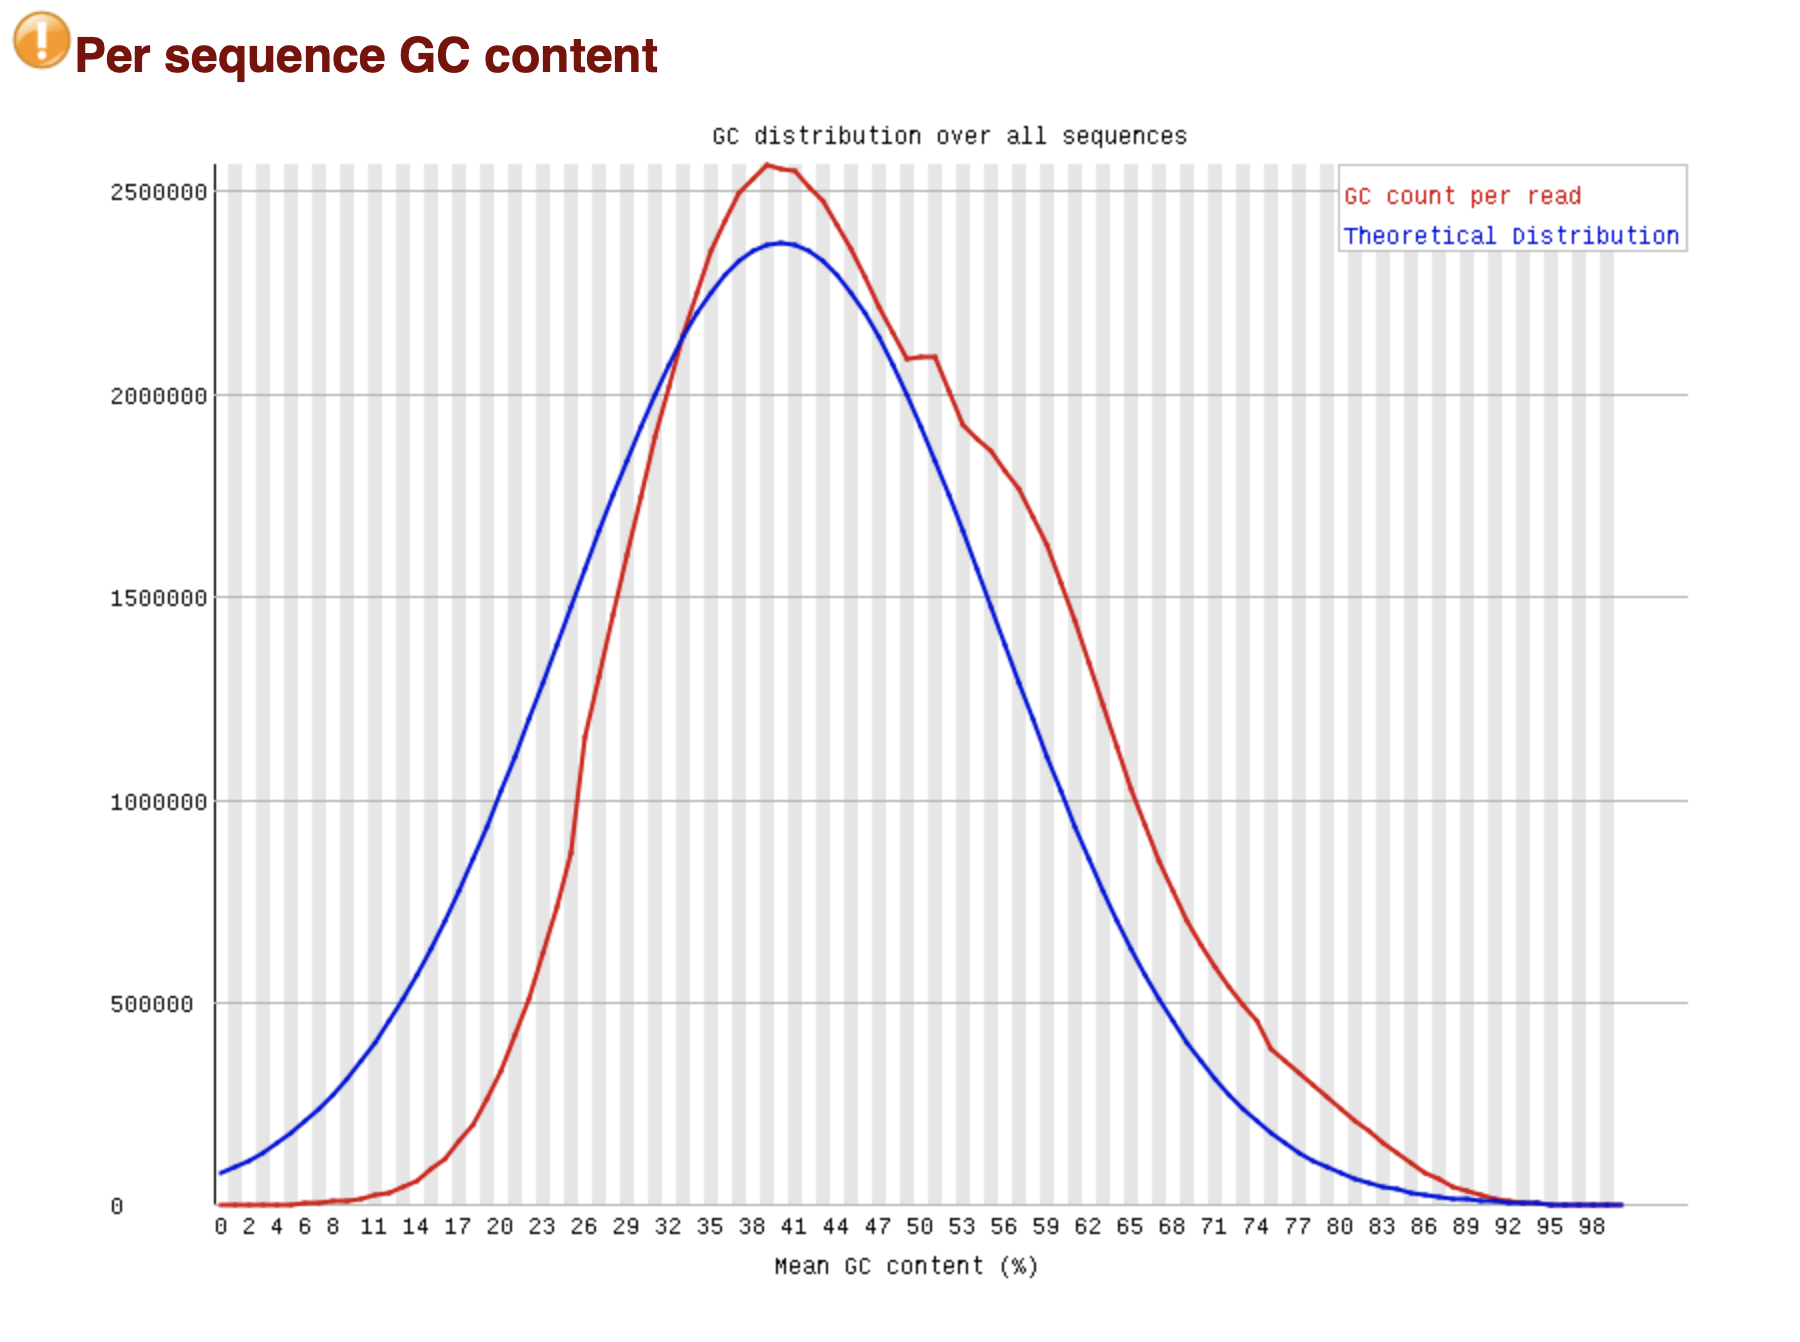 Per sequence GC content
GC distribution over all sequences
GC count per read
Theoretical Distribution
2500000
2000000
1500000
1000000
500000
0
0 2 4 6 8 11 14 17 20 23 26 29 32 35 38 41 44 47 50 53 56 59 62 65 68 71 74 77 80 83 86 89 92 95 98
Mean GC content (%)